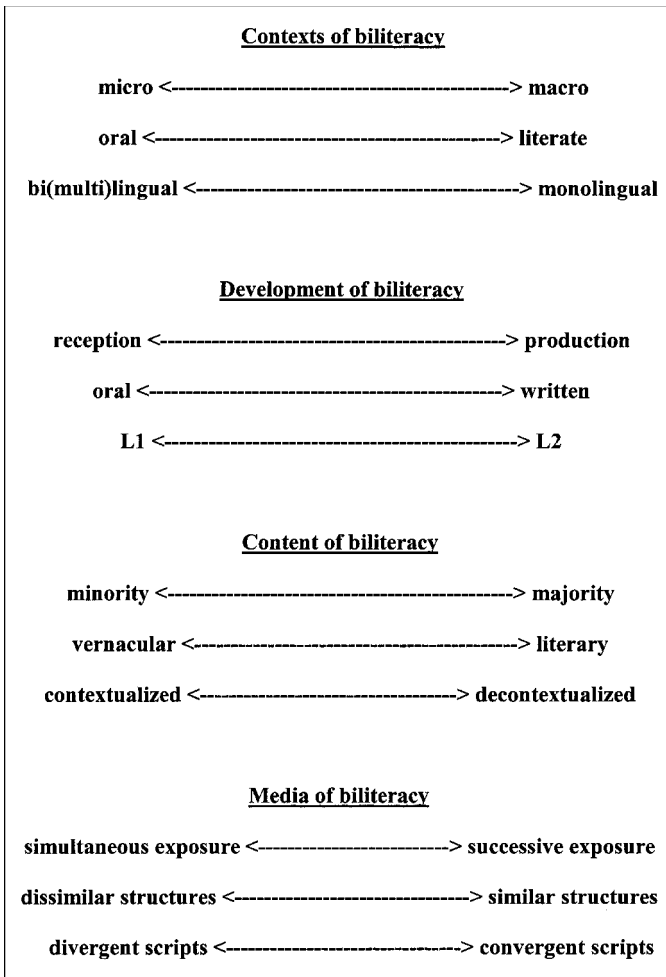 Contexts of biliteracy
micro <----------------------------------------------> macro
oral <----------------------------------------------> literate
bi(multi)lingual <--------------------------------------------> monolingual
Development of biliteracy
reception <----------------------------------------------> production
oral <-------------------------------------------------> written
L1 <-------------------------------------------------> L2
Content of biliteracy
minority <-------------------------------------------------> majority
vernacular <--------------------------------------------> literary
contextualized <----------------------------------> decontextualized
Media of biliteracy
simultaneous exposure <--------------------------> successive exposure
dissimilar structures <--------------------------------> similar structures
divergent scripts <--------------------------------> convergent scripts